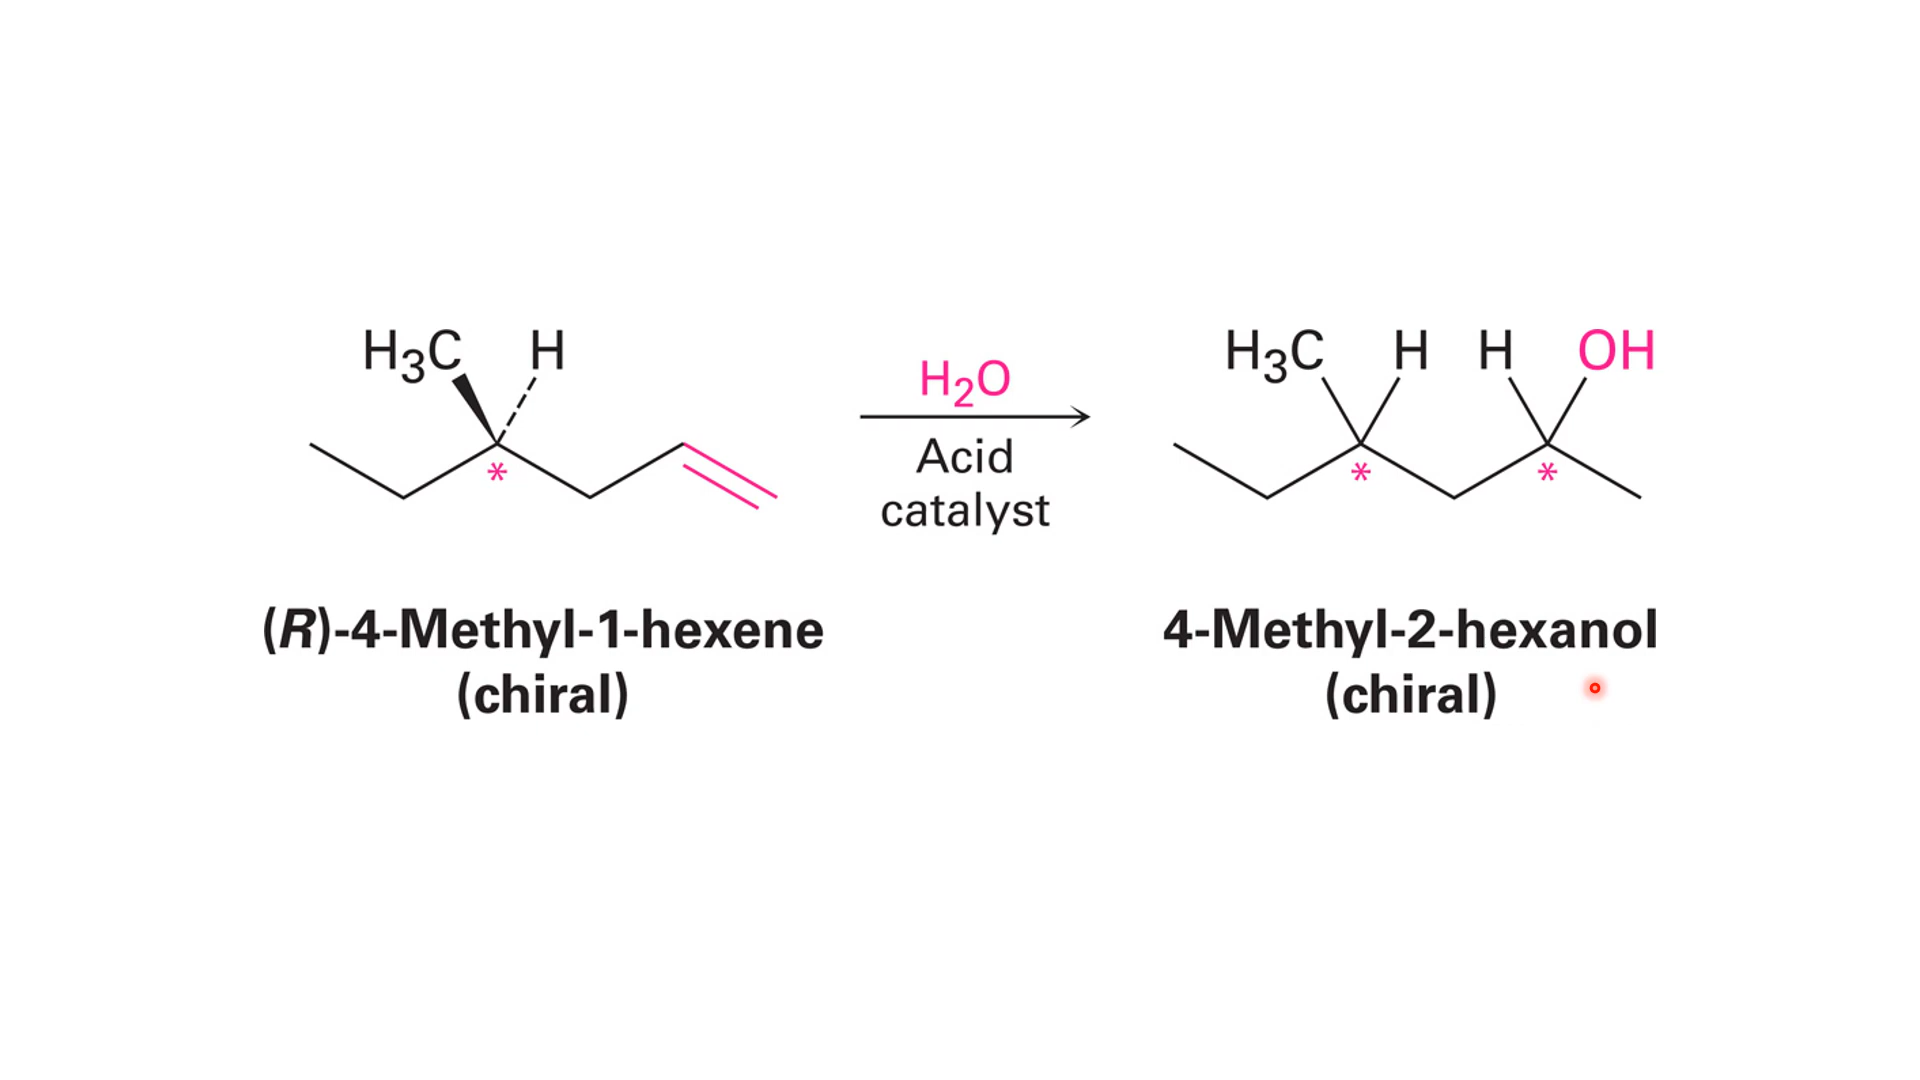 H₃C H
*
H₂O
Acid
catalyst
H₃C H H OH
* *
(R)-4-Methyl-1-hexene
(chiral)
4-Methyl-2-hexanol
(chiral)